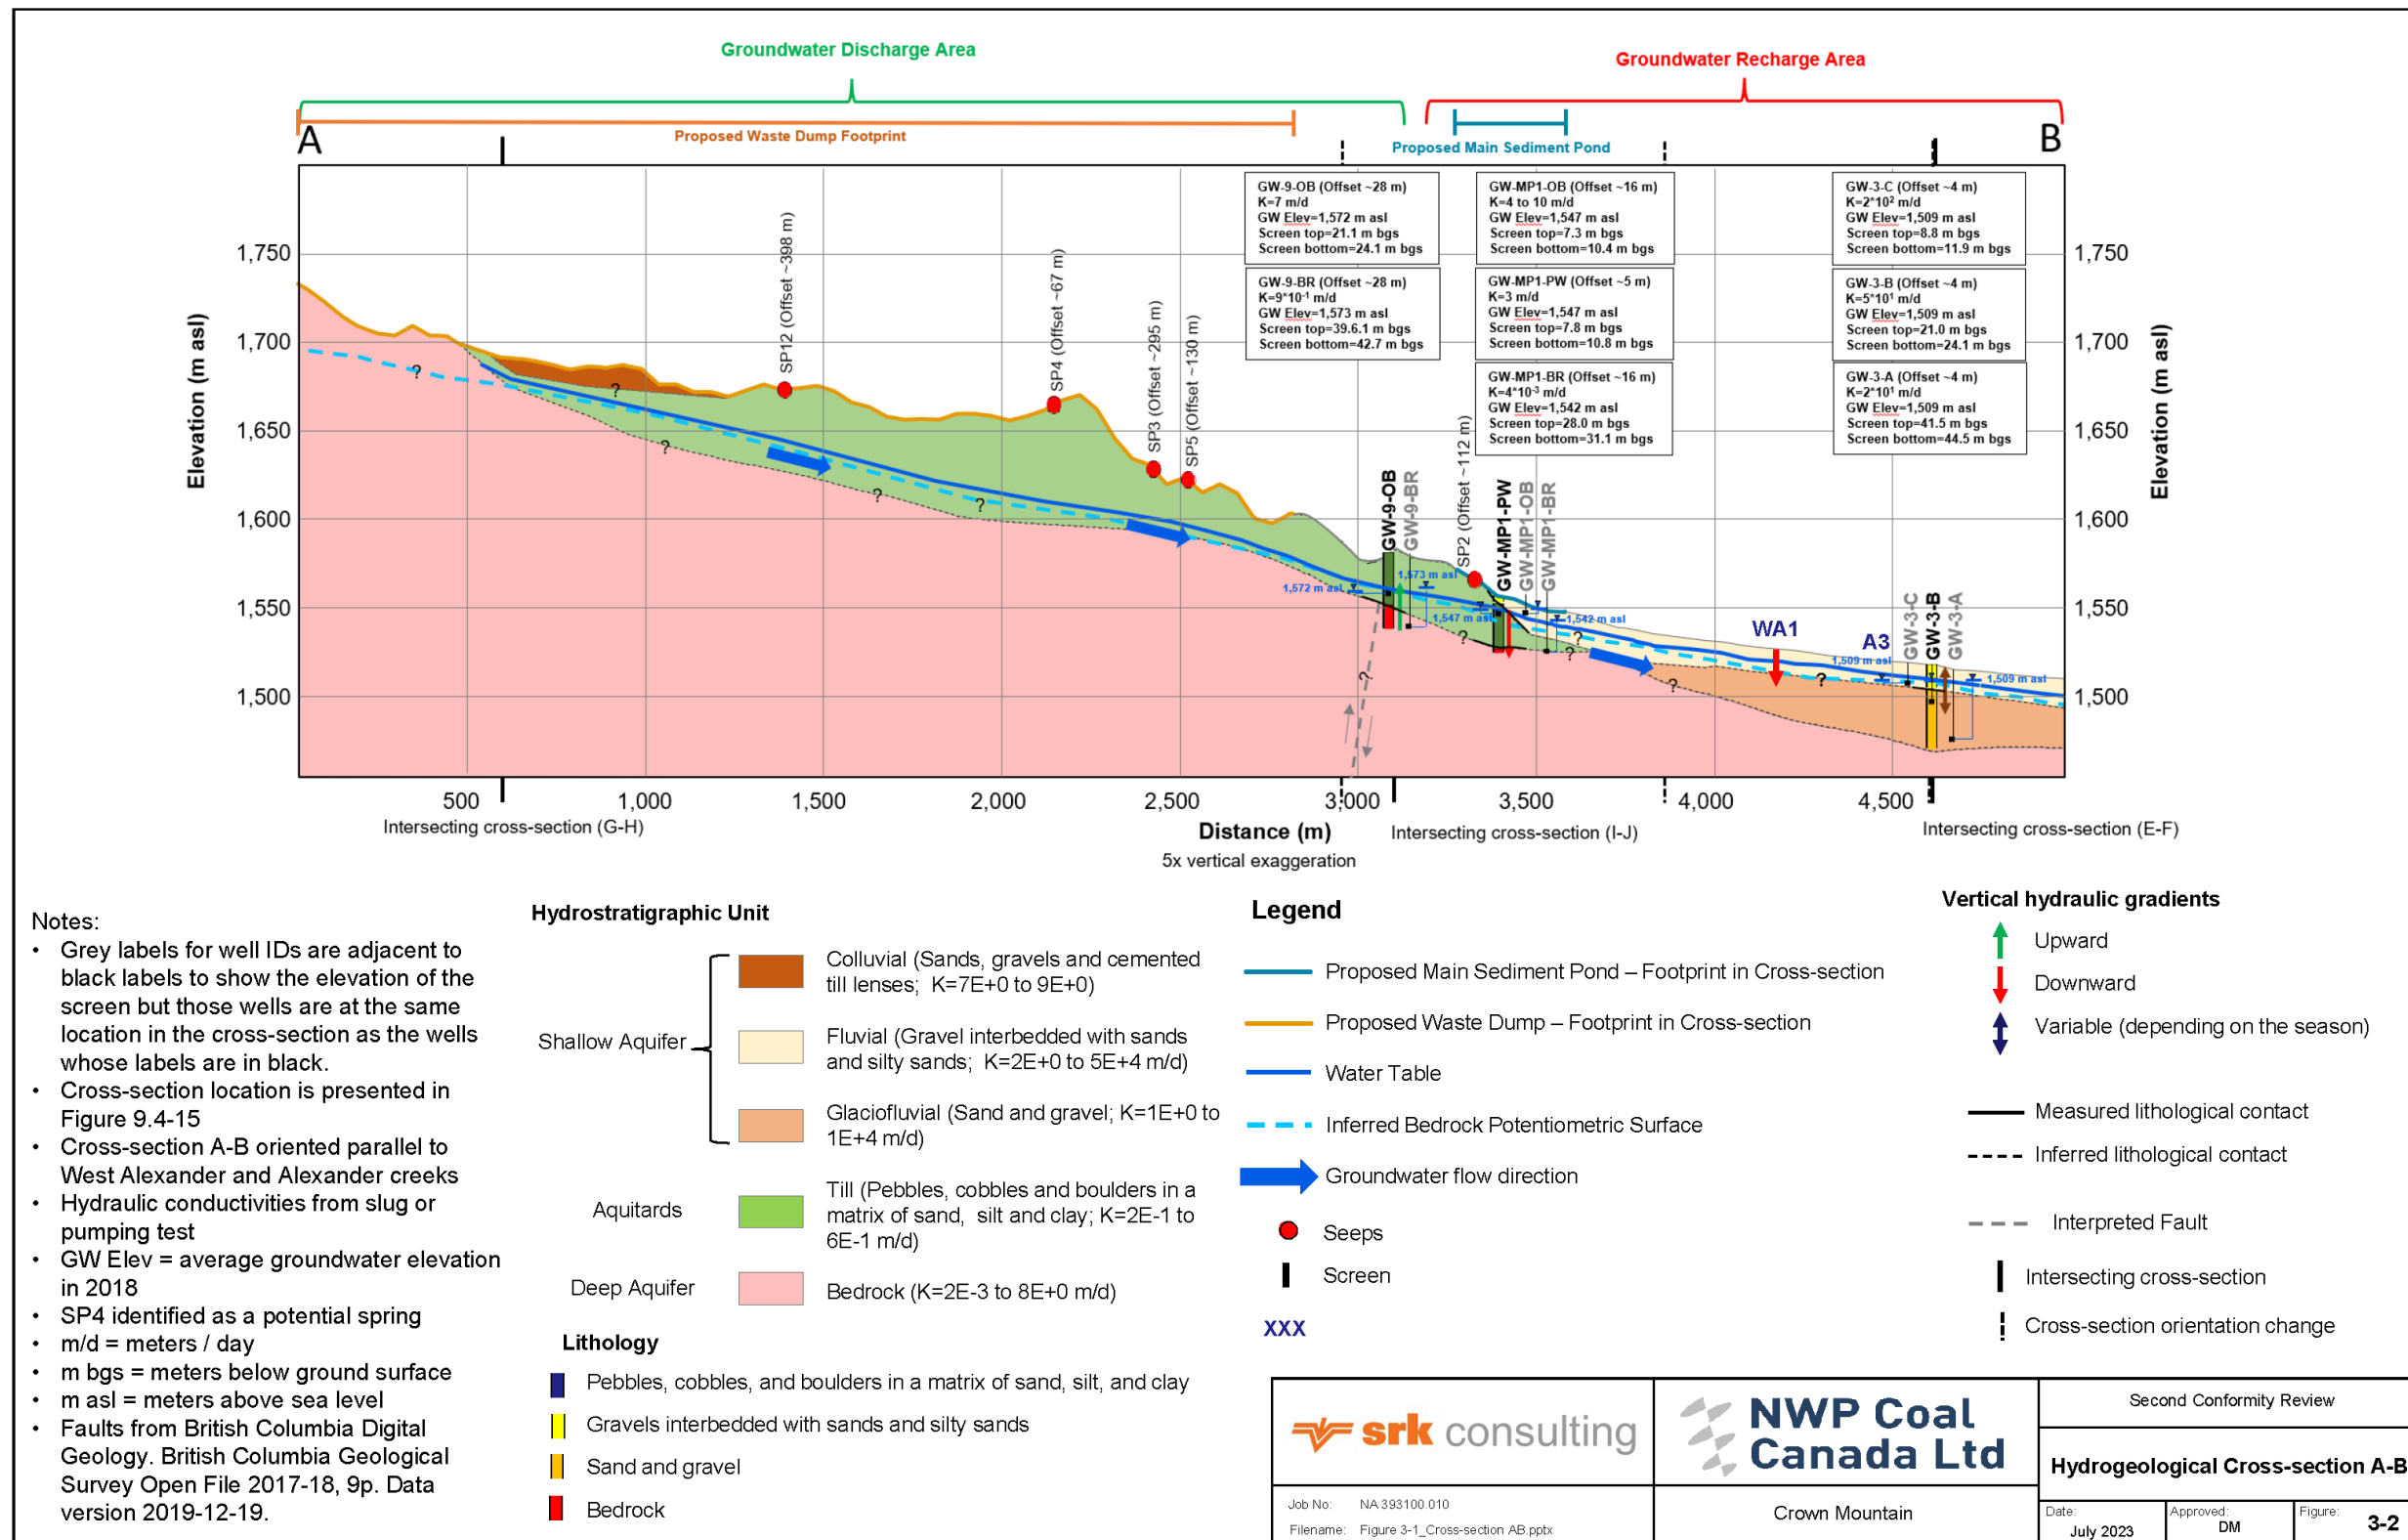 Groundwater Discharge Area
Groundwater Recharge Area
Proposed Waste Dump Footprint
Proposed Main Sediment Pond
A
B
GW-9-OB (Offset ~28 m)
K=7 m/d
GW Elev=1,572 m asl
Screen top=21.1 m bgs
Screen bottom=24.1 m bgs
GW-9-BR (Offset ~28 m)
K=9*10-1 m/d
GW Elev=1,573 m asl
Screen top=39.6.1 m bgs
Screen bottom=42.7 m bgs
GW-MP1-OB (Offset ~16 m)
K=4 to 10 m/d
GW Elev=1,547 m asl
Screen top=7.3 m bgs
Screen bottom=10.4 m bgs
GW-MP1-PW (Offset ~5 m)
K=3 m/d
GW Elev=1,547 m asl
Screen top=7.8 m bgs
Screen bottom=10.8 m bgs
GW-MP1-BR (Offset ~16 m)
K=4*10-3 m/d
GW Elev=1,542 m asl
Screen top=28.0 m bgs
Screen bottom=31.1 m bgs
GW-3-C (Offset ~4 m)
K=2*10² m/d
GW Elev=1,509 m asl
Screen top=8.8 m bgs
Screen bottom=11.9 m bgs
GW-3-B (Offset ~4 m)
K=5*10¹ m/d
GW Elev=1,509 m asl
Screen top=21.0 m bgs
Screen bottom=24.1 m bgs
GW-3-A (Offset ~4 m)
K=2*10¹ m/d
GW Elev=1,509 m asl
Screen top=41.5 m bgs
Screen bottom=44.5 m bgs
Elevation (m asl)
1,750
1,700
1,650
1,600
1,550
1,500
SP12 (Offset ~398 m)
SP4 (Offset ~67 m)
SP3 (Offset ~295 m)
SP5 (Offset ~130 m)
GW-9-OB
GW-9-BR
SP2 (Offset ~112 m)
GW-MP1-PW
GW-MP1-OB
GW-MP1-BR
WA1
A3
GW-3-C
GW-3-B
GW-3-A
1,572 m asl
1,573 m asl
1,547 m asl
1,542 m asl
1,509 m asl
1,509 m asl
? ? ? ? ? ? ? ? ? ? ? ?
1,750
1,700
1,650
1,600
1,550
1,500
Elevation (m asl)
500 1,000 1,500 2,000 2,500 3,000 3,500 4,000 4,500
Intersecting cross-section (G-H)
Distance (m)
5x vertical exaggeration
Intersecting cross-section (I-J)
Intersecting cross-section (E-F)
Notes:
• Grey labels for well IDs are adjacent to
black labels to show the elevation of the
screen but those wells are at the same
location in the cross-section as the wells
whose labels are in black.
• Cross-section location is presented in
Figure 9.4-15
• Cross-section A-B oriented parallel to
West Alexander and Alexander creeks
• Hydraulic conductivities from slug or
pumping test
• GW Elev = average groundwater elevation
in 2018
• SP4 identified as a potential spring
• m/d = meters / day
• m bgs = meters below ground surface
• m asl = meters above sea level
• Faults from British Columbia Digital
Geology. British Columbia Geological
Survey Open File 2017-18, 9p. Data
version 2019-12-19.
Hydrostratigraphic Unit
Shallow Aquifer
Colluvial (Sands, gravels and cemented
till lenses; K=7E+0 to 9E+0)
Fluvial (Gravel interbedded with sands
and silty sands; K=2E+0 to 5E+4 m/d)
Glaciofluvial (Sand and gravel; K=1E+0 to
1E+4 m/d)
Aquitards
Till (Pebbles, cobbles and boulders in a
matrix of sand, silt and clay; K=2E-1 to
6E-1 m/d)
Deep Aquifer
Bedrock (K=2E-3 to 8E+0 m/d)
Lithology
Pebbles, cobbles, and boulders in a matrix of sand, silt, and clay
Gravels interbedded with sands and silty sands
Sand and gravel
Bedrock
Legend
Proposed Main Sediment Pond – Footprint in Cross-section
Proposed Waste Dump – Footprint in Cross-section
Water Table
Inferred Bedrock Potentiometric Surface
Groundwater flow direction
Seeps
Screen
XXX
Vertical hydraulic gradients
Upward
Downward
Variable (depending on the season)
Measured lithological contact
Inferred lithological contact
Interpreted Fault
Intersecting cross-section
Cross-section orientation change
srk consulting
Job No: NA 393100.010
Filename: Figure 3-1_Cross-section AB.pptx
NWP Coal
Canada Ltd
Crown Mountain
Second Conformity Review
Hydrogeological Cross-section A-B
Date:
July 2023
Approved:
DM
Figure:
3-2